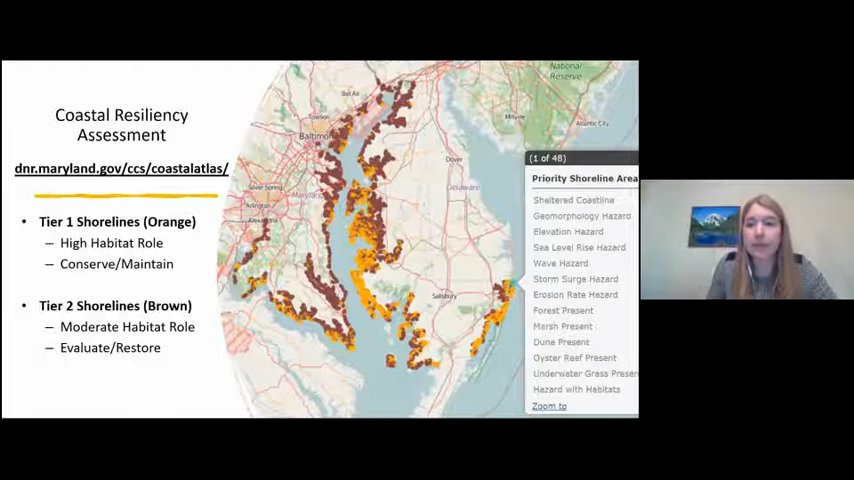 Coastal Resiliency
Assessment
dnr.maryland.gov/ccs/coastalatlas/
• Tier 1 Shorelines (Orange)
– High Habitat Role
– Conserve/Maintain
• Tier 2 Shorelines (Brown)
– Moderate Habitat Role
– Evaluate/Restore
National
Reserve
Bel Air
Towson
Millville
Atlantic City
Baltimore
Dover
Silver Spring
Maryland
Delaware
Arlington
Alexandria
Salisbury
(1 of 48)
Priority Shoreline Area
Sheltered Coastline
Geomorphology Hazard
Elevation Hazard
Sea Level Rise Hazard
Wave Hazard
Storm Surge Hazard
Erosion Rate Hazard
Forest Present
Marsh Present
Dune Present
Oyster Reef Present
Underwater Grass Presen
Hazard with Habitats
Zoom to